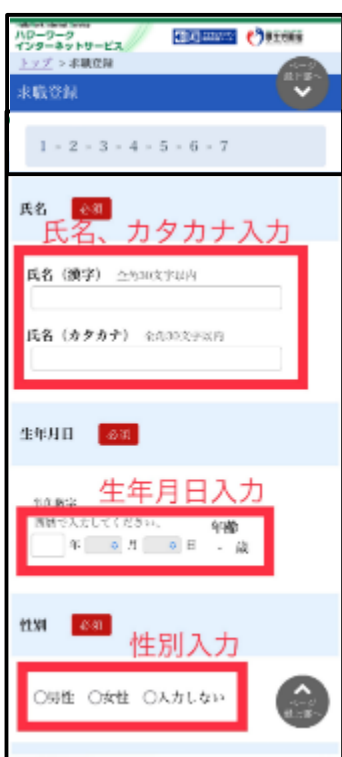 ハローワーク
インターネットサービス
トップ > 求職登録
ページ
最下部へ
求職登録
1 - 2 - 3 - 4 - 5 - 6 - 7
氏名 必須
氏名、カタカナ入力
氏名（漢字） 全角30文字以内
氏名（カタカナ） 全角30文字以内
生年月日 必須
生年月日入力
半角数字
西暦で入力してください。 年齢
年 月 日 - 歳
性別 必須
性別入力
○男性 ○女性 ○入力しない
ページ
最上部へ